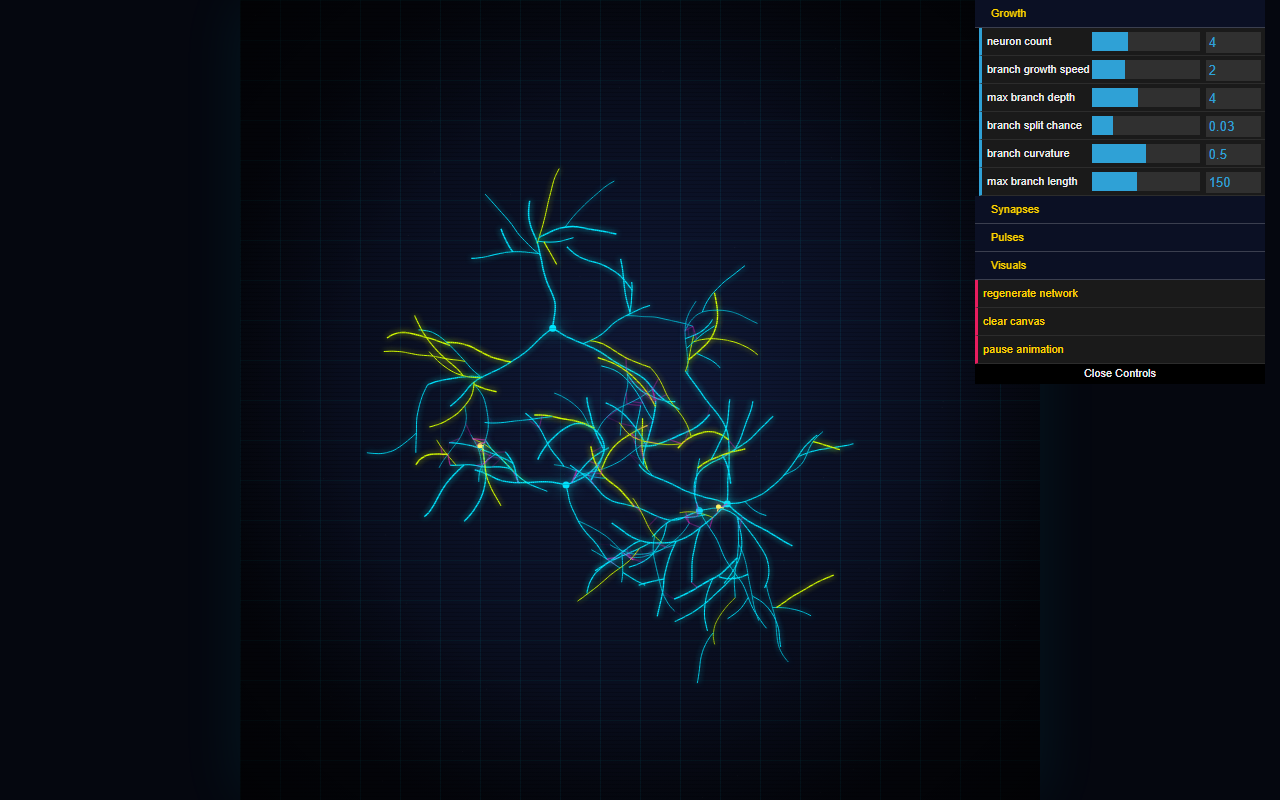 Growth
neuron count 4
branch growth speed 2
max branch depth 4
branch split chance 0.03
branch curvature 0.5
max branch length 150
Synapses
Pulses
Visuals
regenerate network
clear canvas
pause animation
Close Controls